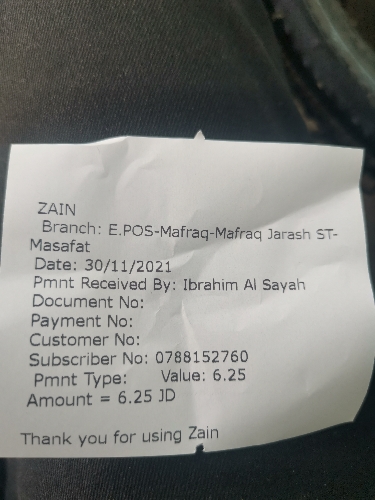 ZAIN
Branch: E.POS-Mafraq-Mafraq Jarash ST-
Masafat
Date: 30/11/2021
Pmnt Received By: Ibrahim Al Sayah
Document No:
Payment No:
Customer No:
Subscriber No: 0788152760
Pmnt Type: Value: 6.25
Amount = 6.25 JD
Thank you for using Zain